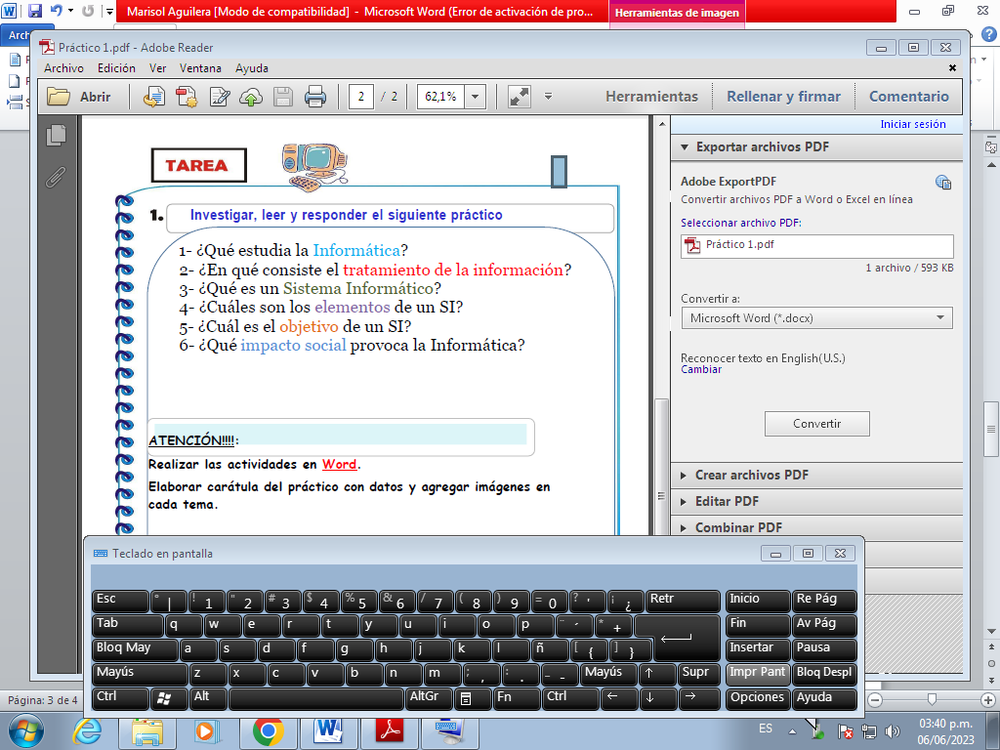 Marisol Aguilera [Modo de compatibilidad] - Microsoft Word (Error de activación de pro...
Herramientas de imagen
Práctico 1.pdf - Adobe Reader
Archivo Edición Ver Ventana Ayuda
Abrir 2 / 2 62,1% Herramientas Rellenar y firmar Comentario
Iniciar sesión
Exportar archivos PDF
Adobe ExportPDF
Convertir archivos PDF a Word o Excel en línea
Seleccionar archivo PDF:
Práctico 1.pdf
1 archivo / 593 KB
Convertir a:
Microsoft Word (*.docx)
Reconocer texto en English(U.S.)
Cambiar
Convertir
Crear archivos PDF
Editar PDF
Combinar PDF
TAREA
1. Investigar, leer y responder el siguiente práctico
1- ¿Qué estudia la Informática?
2- ¿En qué consiste el tratamiento de la información?
3- ¿Qué es un Sistema Informático?
4- ¿Cuáles son los elementos de un SI?
5- ¿Cuál es el objetivo de un SI?
6- ¿Qué impacto social provoca la Informática?
ATENCIÓN!!!!:
Realizar las actividades en Word.
Elaborar carátula del práctico con datos y agregar imágenes en
cada tema.
Teclado en pantalla
Esc ° | ! 1 " 2 # 3 $ 4 % 5 & 6 / 7 ( 8 ) 9 = 0 ? ' ¡ ¿ Retr Inicio Re Pág
Tab q w e r t y u i o p ¨ ´ * + Fin Av Pág
Bloq May a s d f g h j k l ñ [ { ] } Insertar Pausa
Mayús z x c v b n m ; , : . _ - Mayús ↑ Supr Impr Pant Bloq Despl
Ctrl Alt AltGr Fn Ctrl ← ↓ → Opciones Ayuda
Página: 3 de 4
ES
03:40 p.m.
06/06/2023